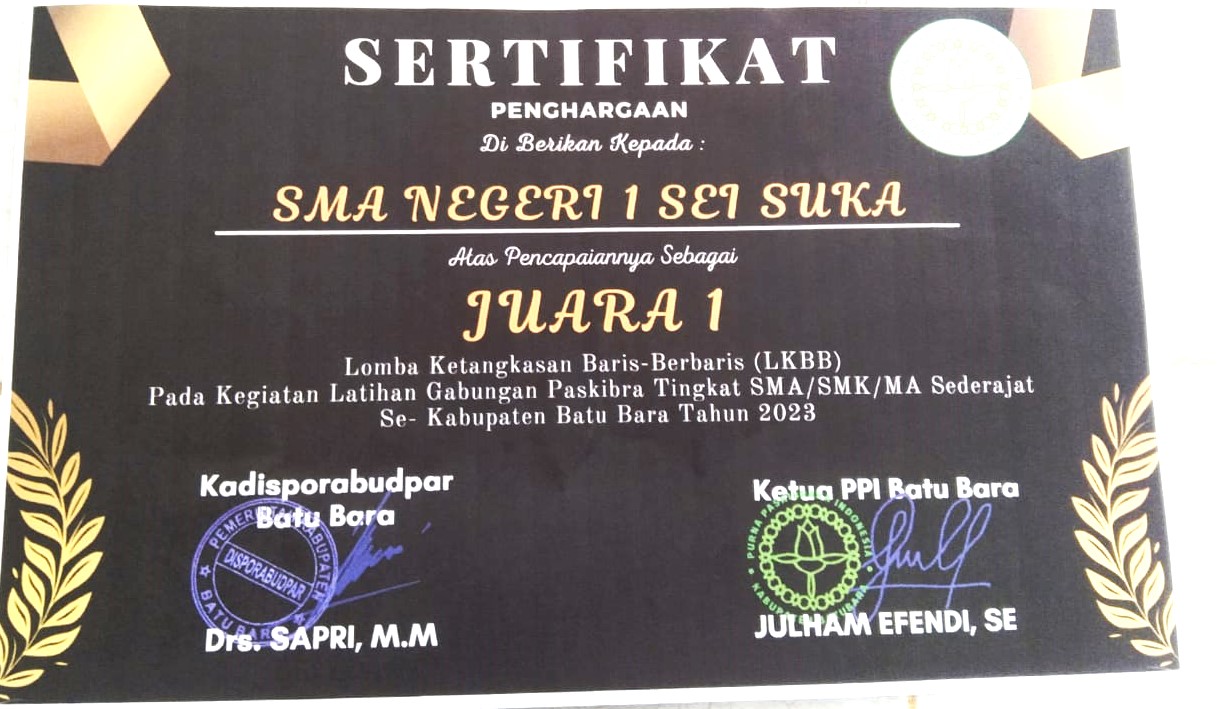 SERTIFIKAT
PENGHARGAAN
Di Berikan Kepada :
SMA NEGERI 1 SEI SUKA
Atas Pencapaiannya Sebagai
JUARA 1
Lomba Ketangkasan Baris-Berbaris (LKBB)
Pada Kegiatan Latihan Gabungan Paskibra Tingkat SMA/SMK/MA Sederajat
Se- Kabupaten Batu Bara Tahun 2023
Kadisporabudpar
Batu Bara
PEMERINTAH KABUPATEN
DISPORABUDPAR
BATU BARA
Drs. SAPRI, M.M
Ketua PPI Batu Bara
PURNA PASKIBRAKA INDONESIA
KABUPATEN BATUBARA
JULHAM EFENDI, SE